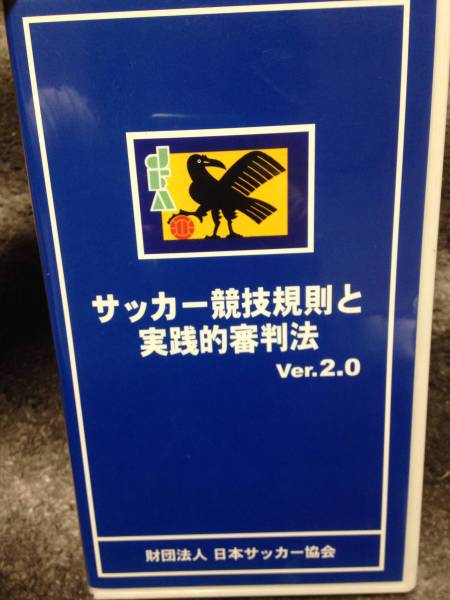 JFA
サッカー競技規則と
実践的審判法
Ver.2.0
財団法人 日本サッカー協会